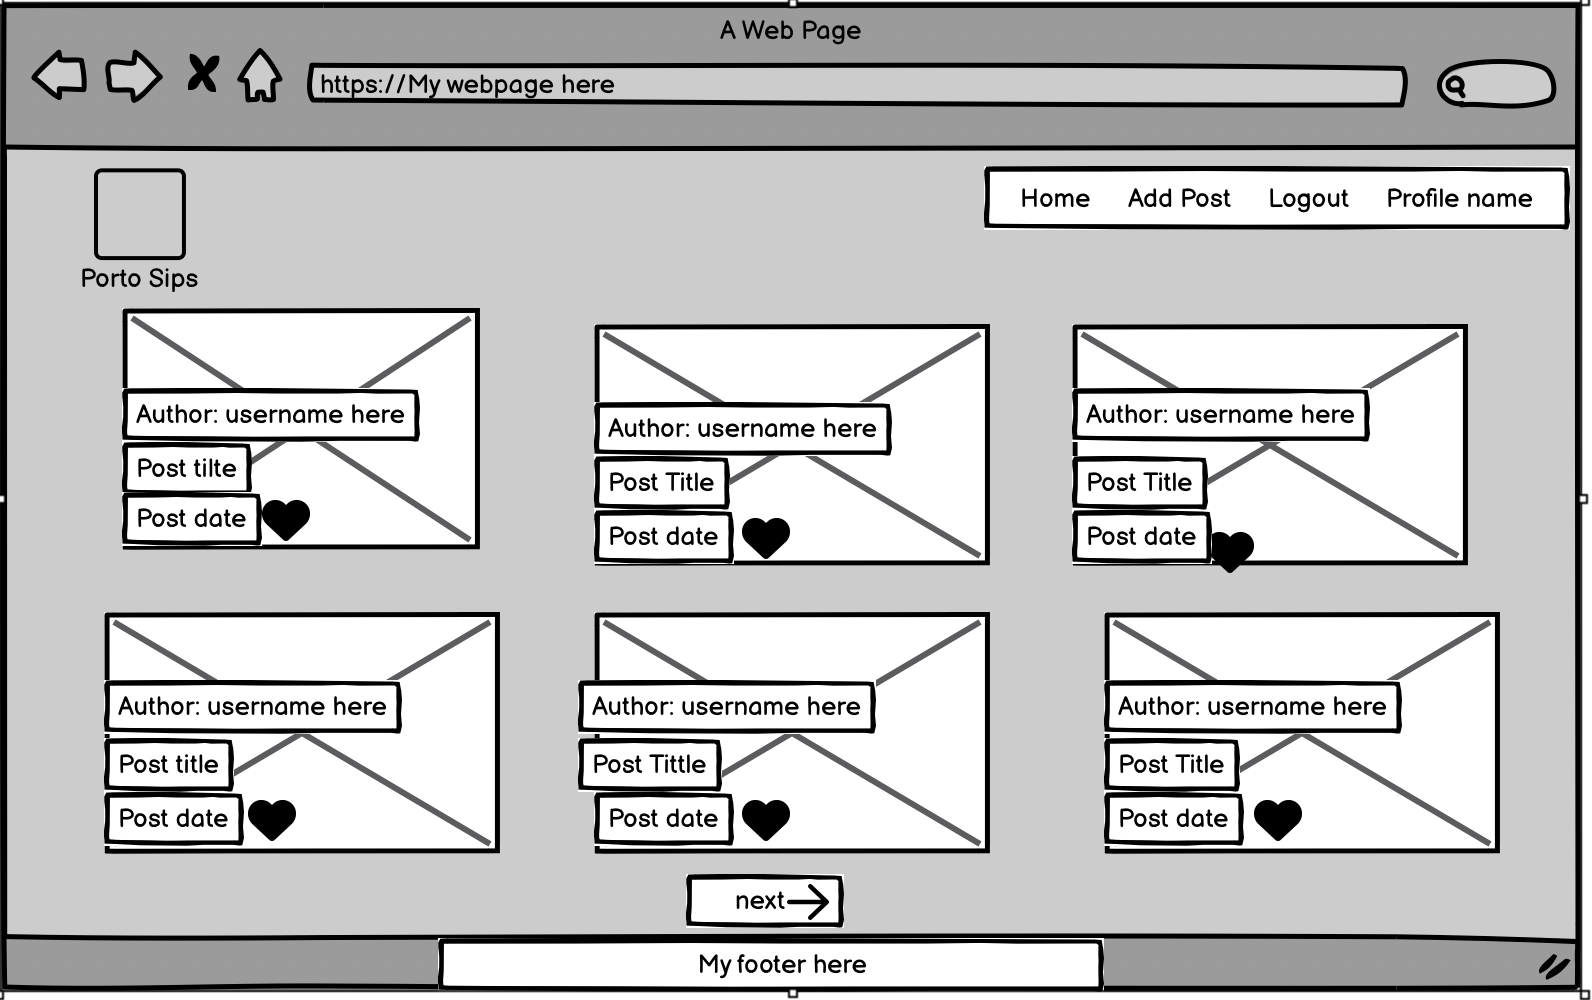 A Web Page
https://My webpage here
Home Add Post Logout Profile name
Porto Sips
Author: username here
Post tilte
Post date
Author: username here
Post Title
Post date
Author: username here
Post Title
Post date
Author: username here
Post title
Post date
Author: username here
Post Tittle
Post date
Author: username here
Post Title
Post date
next
My footer here